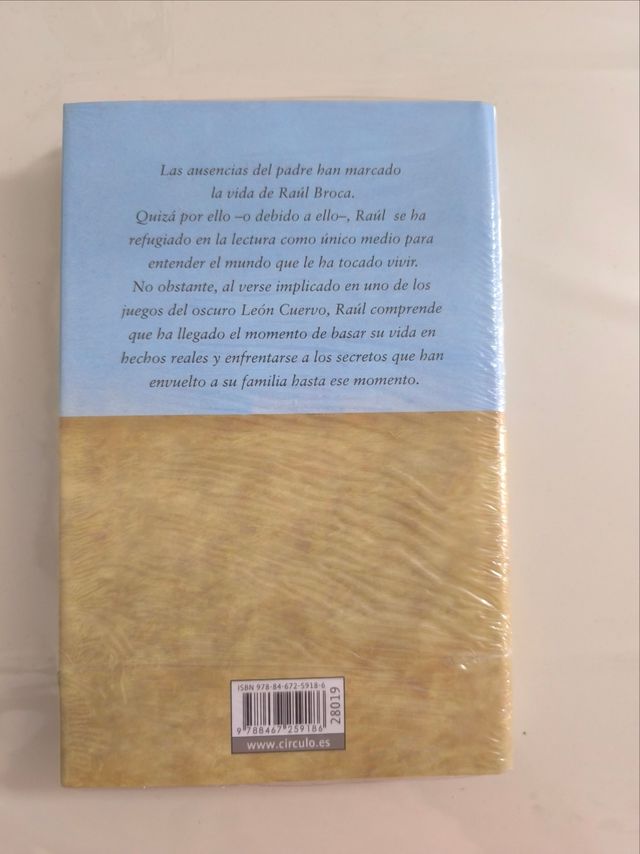 Las ausencias del padre han marcado
la vida de Raúl Broca.
Quizá por ello –o debido a ello–, Raúl se ha
refugiado en la lectura como único medio para
entender el mundo que le ha tocado vivir.
No obstante, al verse implicado en uno de los
juegos del oscuro León Cuervo, Raúl comprende
que ha llegado el momento de basar su vida en
hechos reales y enfrentarse a los secretos que han
envuelto a su familia hasta ese momento.
ISBN 978-84-672-5918-6
28019
9 788467 259186
www.circulo.es